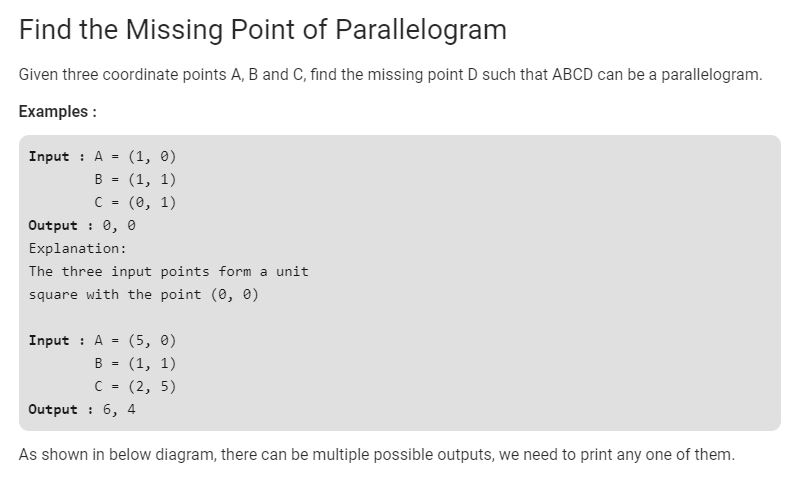 Find the Missing Point of Parallelogram
Given three coordinate points A, B and C, find the missing point D such that ABCD can be a parallelogram.
Examples :
Input : A = (1, 0)
B = (1, 1)
C = (0, 1)
Output : 0, 0
Explanation:
The three input points form a unit
square with the point (0, 0)
Input : A = (5, 0)
B = (1, 1)
C = (2, 5)
Output : 6, 4
As shown in below diagram, there can be multiple possible outputs, we need to print any one of them.